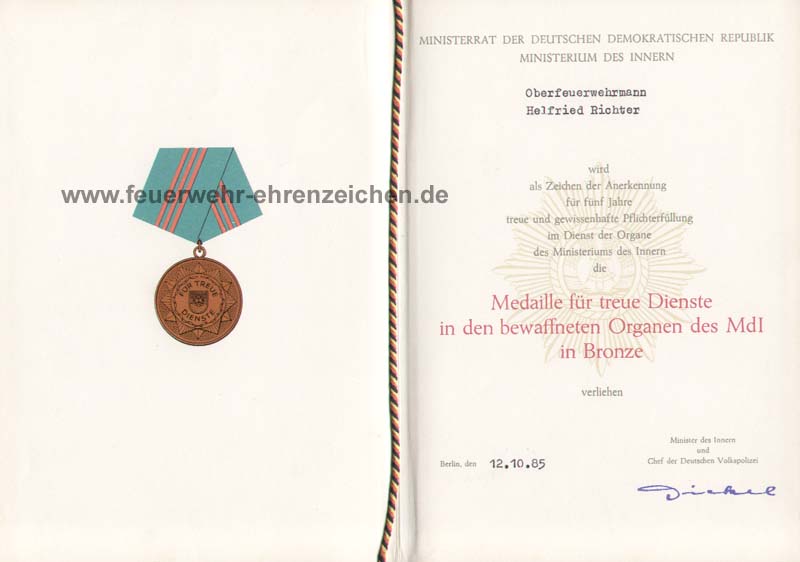 www.feuerwehr-ehrenzeichen.de
FÜR TREUE
DIENSTE
MINISTERRAT DER DEUTSCHEN DEMOKRATISCHEN REPUBLIK
MINISTERIUM DES INNERN
Oberfeuerwehrmann
Helfried Richter
wird
als Zeichen der Anerkennung
für fünf Jahre
treue und gewissenhafte Pflichterfüllung
im Dienst der Organe
des Ministeriums des Innern
die
Medaille für treue Dienste
in den bewaffneten Organen des MdI
in Bronze
verliehen
Minister des Innern
und
Chef der Deutschen Volkspolizei
Berlin, den 12.10.85
Dickel